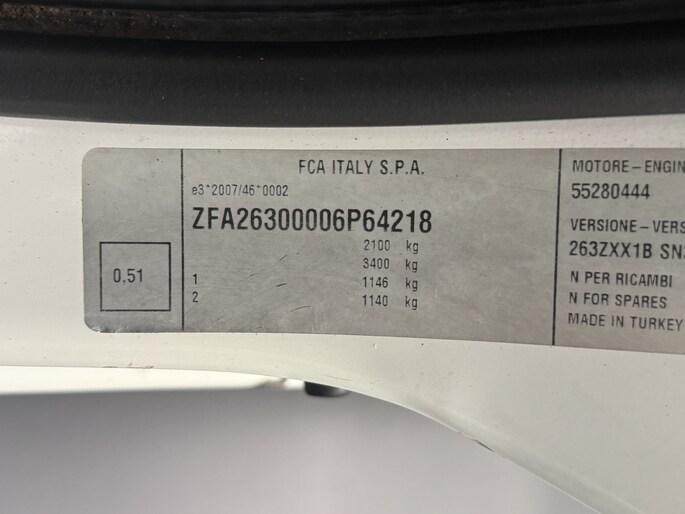 FCA ITALY S.P.A.
e3*2007/46*0002
ZFA26300006P64218
2100 kg
3400 kg
1 1146 kg
2 1140 kg
0,51
MOTORE – ENGIN
55280444
VERSIONE – VERS
263ZXX1B SN
N PER RICAMBI
N FOR SPARES
MADE IN TURKEY